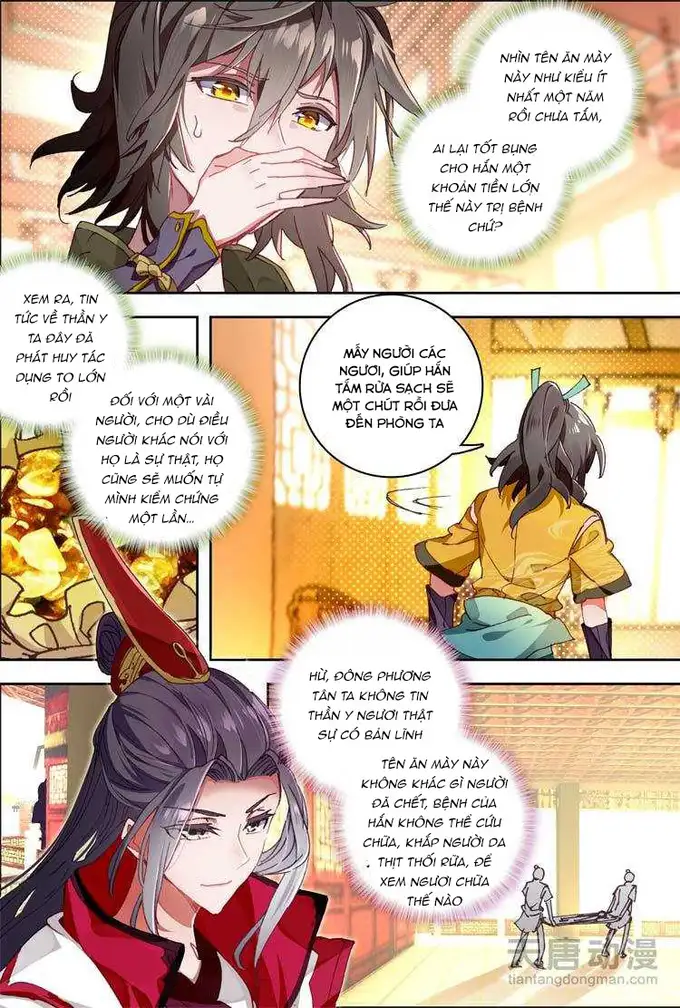 NHÌN TÊN ĂN MÀY
NÀY NHƯ KIỂU ÍT
NHẤT MỘT NĂM
RỒI CHƯA TẮM,
AI LẠI TỐT BỤNG
CHO HẮN MỘT
KHOẢN TIỀN LỚN
THẾ NÀY TRỊ BỆNH
CHỨ?
XEM RA, TIN
TỨC VỀ THẦN Y
TA ĐÂY ĐÃ
PHÁT HUY TÁC
DỤNG TO LỚN
RỒI
ĐỐI VỚI MỘT VÀI
NGƯỜI, CHO DÙ ĐIỀU
NGƯỜI KHÁC NÓI VỚI
HỌ LÀ SỰ THẬT, HỌ
CŨNG SẼ MUỐN TỰ
MÌNH KIỂM CHỨNG
MỘT LẦN...
MẤY NGƯỜI CÁC
NGƯƠI, GIÚP HẮN
TẮM RỬA SẠCH SẼ
MỘT CHÚT RỒI ĐƯA
ĐẾN PHÒNG TA
HỪ, ĐÔNG PHƯƠNG
TÂN TA KHÔNG TIN
THẦN Y NGƯƠI THẬT
SỰ CÓ BẢN LĨNH
TÊN ĂN MÀY NÀY
KHÔNG KHÁC GÌ NGƯỜI
ĐÃ CHẾT, BỆNH CỦA
HẮN KHÔNG THỂ CỨU
CHỮA, KHẮP NGƯỜI DA
THỊT THỐI RỮA, ĐỂ
XEM NGƯƠI CHỮA
THẾ NÀO
天唐动漫
tiantangdongman.com